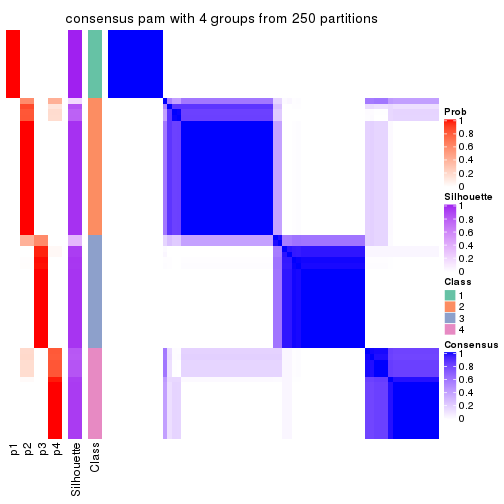 consensus pam with 4 groups from 250 partitions
Prob
1
0.8
0.6
0.4
0.2
0
Silhouette
1
0.8
0.6
0.4
0.2
0
Class
1
2
3
4
Consensus
1
0.8
0.6
0.4
0.2
0
p1
p2
p3
p4
Silhouette
Class